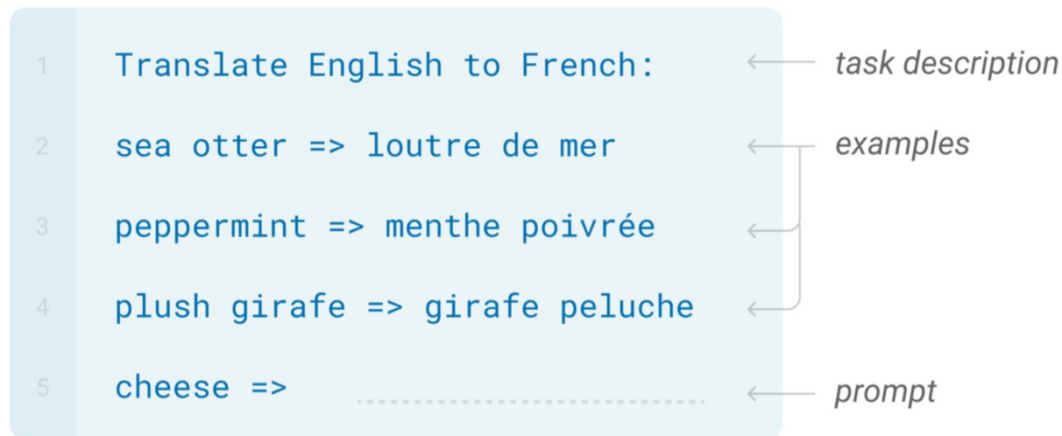 1 Translate English to French: task description
2 sea otter => loutre de mer examples
3 peppermint => menthe poivrée
4 plush girafe => girafe peluche
5 cheese => prompt